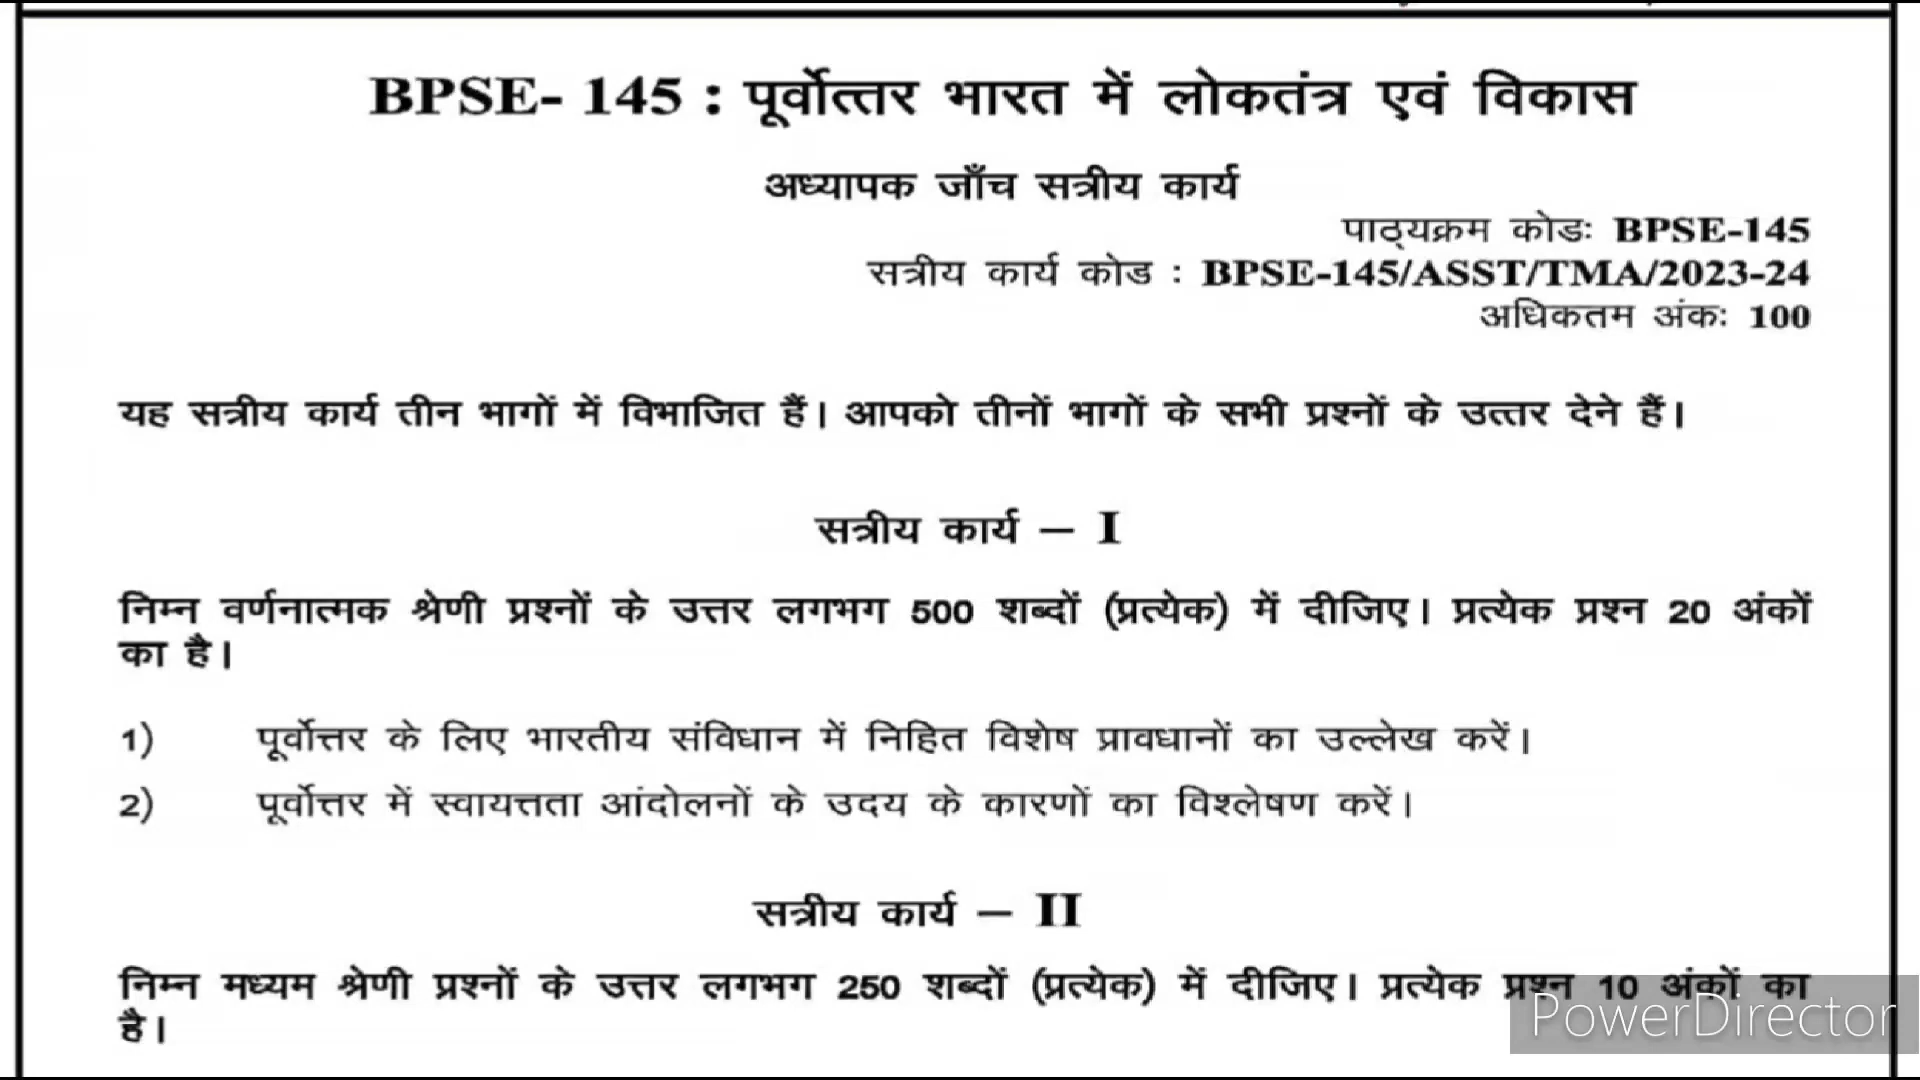 BPSE- 145 : पूर्वोत्तर भारत में लोकतंत्र एवं विकास
अध्यापक जाँच सत्रीय कार्य
पाठ्यक्रम कोडः BPSE-145
सत्रीय कार्य कोड : BPSE-145/ASST/TMA/2023-24
अधिकतम अंकः 100
यह सत्रीय कार्य तीन भागों में विभाजित हैं। आपको तीनों भागों के सभी प्रश्नों के उत्तर देने हैं।
सत्रीय कार्य – I
निम्न वर्णनात्मक श्रेणी प्रश्नों के उत्तर लगभग 500 शब्दों (प्रत्येक) में दीजिए। प्रत्येक प्रश्न 20 अंकों
का है।
1) पूर्वोत्तर के लिए भारतीय संविधान में निहित विशेष प्रावधानों का उल्लेख करें।
2) पूर्वोत्तर में स्वायत्तता आंदोलनों के उदय के कारणों का विश्लेषण करें।
सत्रीय कार्य – II
निम्न मध्यम श्रेणी प्रश्नों के उत्तर लगभग 250 शब्दों (प्रत्येक) में दीजिए। प्रत्येक प्रश्न 10 अंकों का
है।
PowerDirector